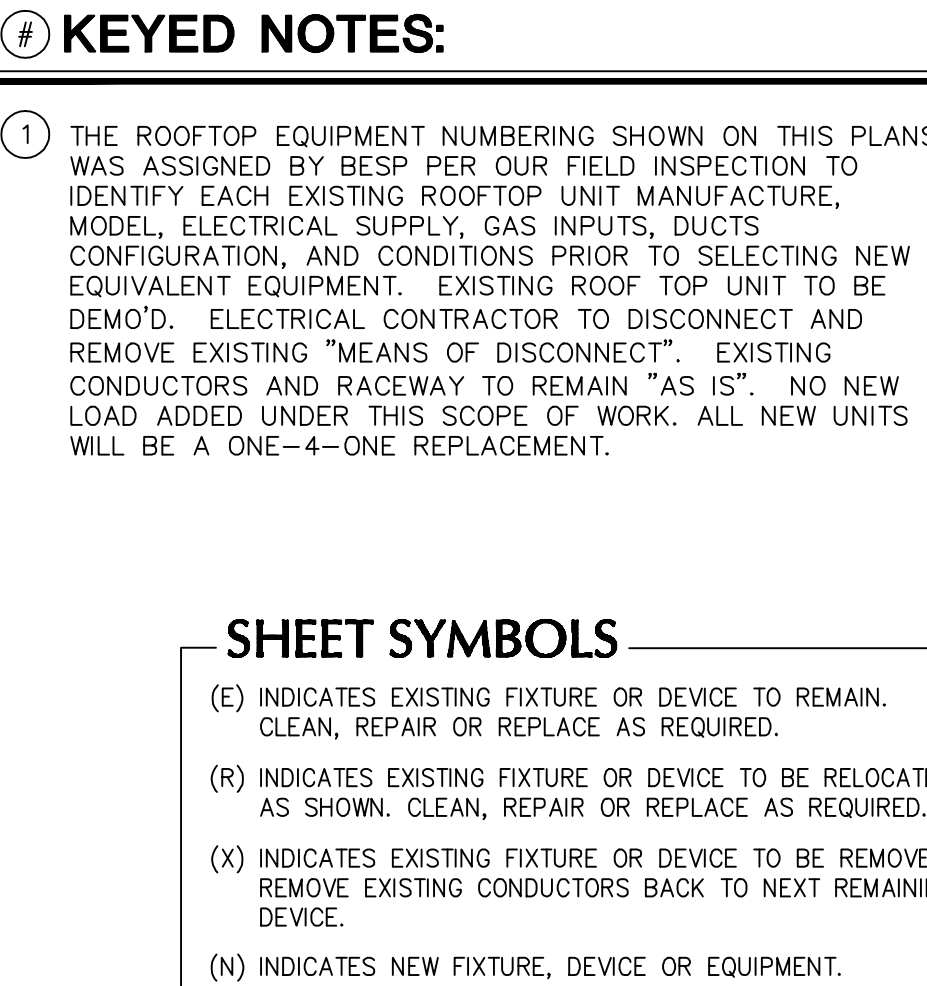 # KEYED NOTES:
1 THE ROOFTOP EQUIPMENT NUMBERING SHOWN ON THIS PLANS
WAS ASSIGNED BY BESP PER OUR FIELD INSPECTION TO
IDENTIFY EACH EXISTING ROOFTOP UNIT MANUFACTURE,
MODEL, ELECTRICAL SUPPLY, GAS INPUTS, DUCTS
CONFIGURATION, AND CONDITIONS PRIOR TO SELECTING NEW
EQUIVALENT EQUIPMENT. EXISTING ROOF TOP UNIT TO BE
DEMO'D. ELECTRICAL CONTRACTOR TO DISCONNECT AND
REMOVE EXISTING "MEANS OF DISCONNECT". EXISTING
CONDUCTORS AND RACEWAY TO REMAIN "AS IS". NO NEW
LOAD ADDED UNDER THIS SCOPE OF WORK. ALL NEW UNITS
WILL BE A ONE-4-ONE REPLACEMENT.
SHEET SYMBOLS
(E) INDICATES EXISTING FIXTURE OR DEVICE TO REMAIN.
CLEAN, REPAIR OR REPLACE AS REQUIRED.
(R) INDICATES EXISTING FIXTURE OR DEVICE TO BE RELOCATE
AS SHOWN. CLEAN, REPAIR OR REPLACE AS REQUIRED.
(X) INDICATES EXISTING FIXTURE OR DEVICE TO BE REMOVE
REMOVE EXISTING CONDUCTORS BACK TO NEXT REMAINI
DEVICE.
(N) INDICATES NEW FIXTURE, DEVICE OR EQUIPMENT.